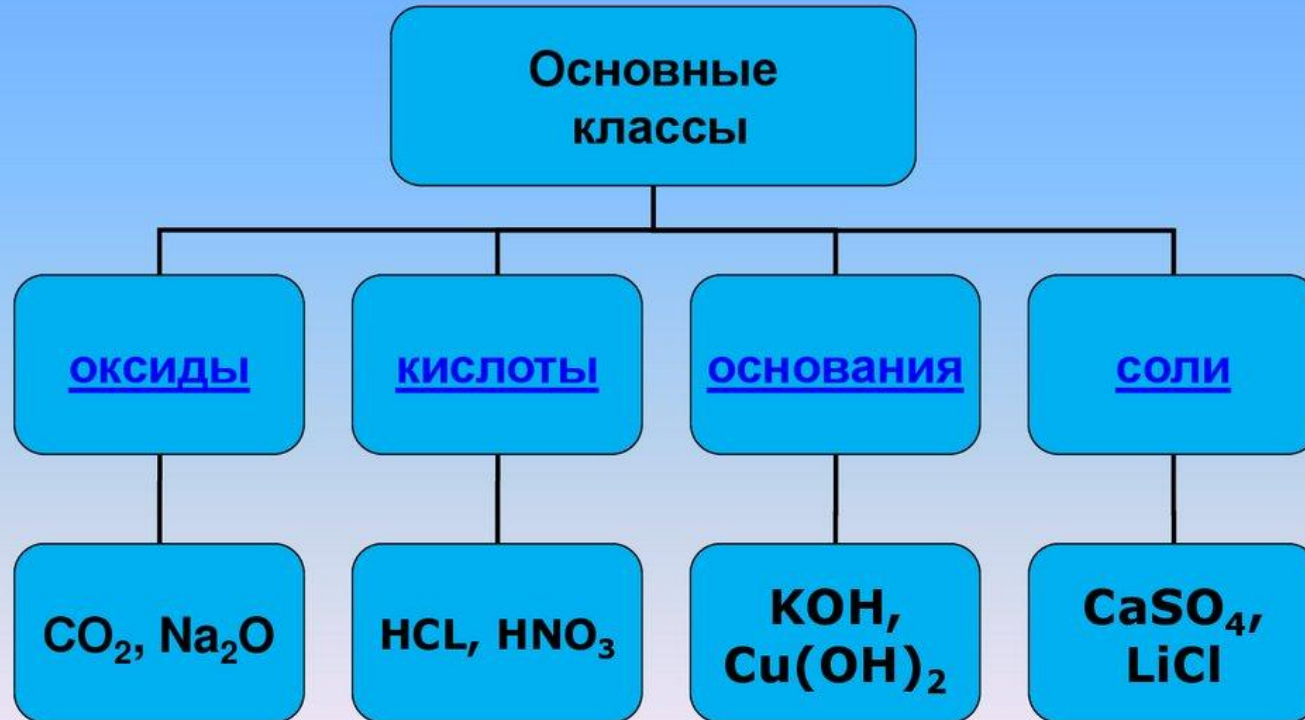 Основные
классы
оксиды
кислоты
основания
соли
CO₂, Na₂O
HCL, HNO₃
KOH,
Cu(OH)₂
CaSO₄,
LiCl